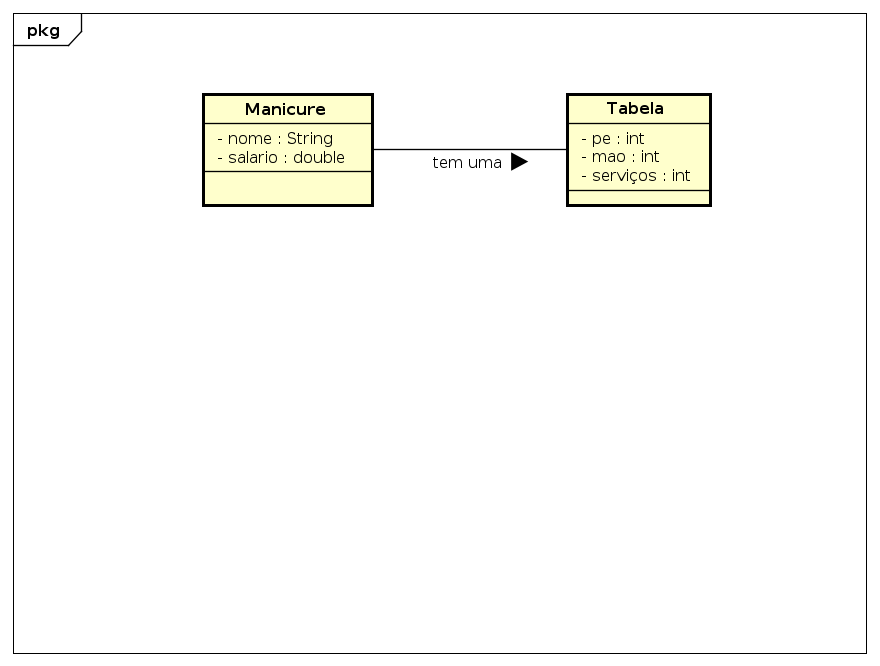 pkg
Manicure
- nome : String
- salario : double
tem uma
Tabela
- pe : int
- mao : int
- serviços : int